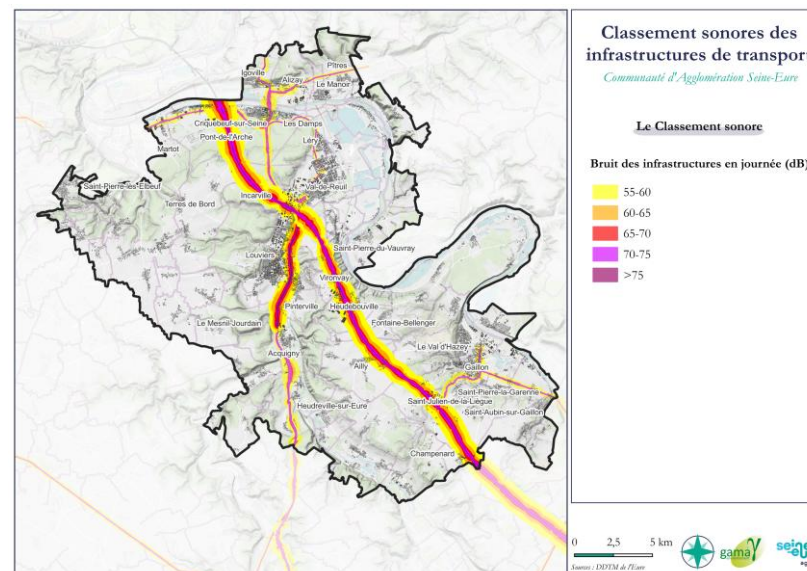 Classement sonores des
infrastructures de transport
Communauté d'Agglomération Seine-Eure
Le Classement sonore
Bruit des infrastructures en journée (dB)
55-60
60-65
65-70
70-75
>75
Igoville
Pîtres
Alizay
Le Manoir
Criquebeuf-sur-Seine
Les Damps
Pont-de-l'Arche
Martot
Léry
Saint-Pierre-lès-Elbeuf
Val-de-Reuil
Terres de Bord
Incarville
Saint-Pierre-du-Vauvray
Louviers
Vironvay
Pinterville
Heudebouville
Le Mesnil-Jourdain
Fontaine-Bellenger
Le Val d'Hazey
Acquigny
Ailly
Gaillon
Saint-Pierre-la-Garenne
Heudreville-sur-Eure
Saint-Julien-de-la-Liègue
Saint-Aubin-sur-Gaillon
Champenard
0 2,5 5 km
Sources : DDTM de l'Eure
gama